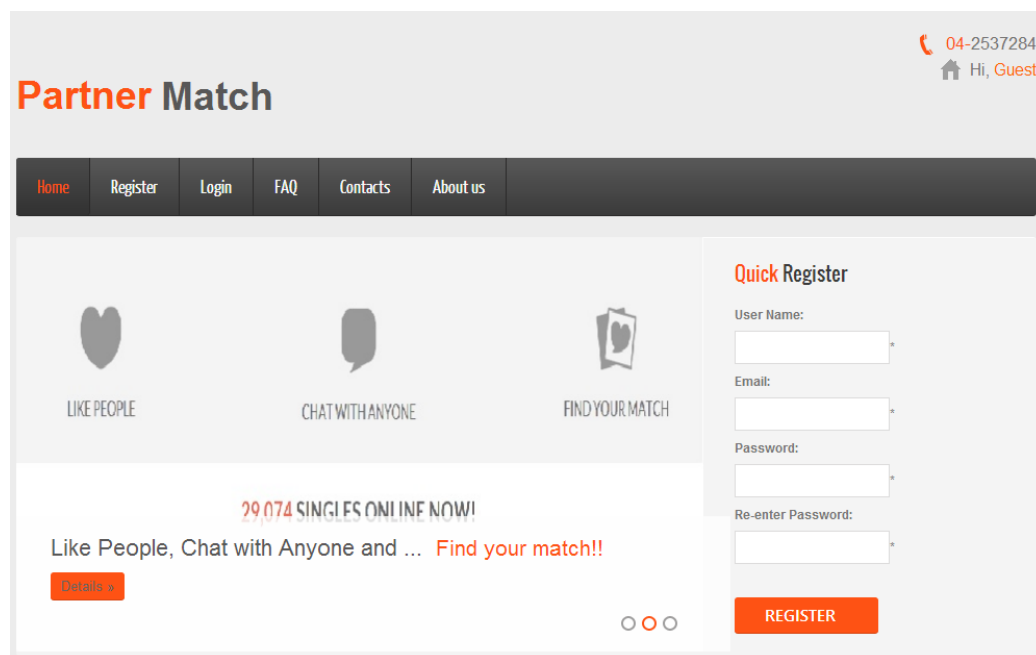 04-2537284
Hi, Guest
Partner Match
Home Register Login FAQ Contacts About us
LIKE PEOPLE CHAT WITH ANYONE FIND YOUR MATCH
29,074 SINGLES ONLINE NOW!
Like People, Chat with Anyone and ... Find your match!!
Details »
Quick Register
User Name:
*
Email:
*
Password:
*
Re-enter Password:
*
REGISTER